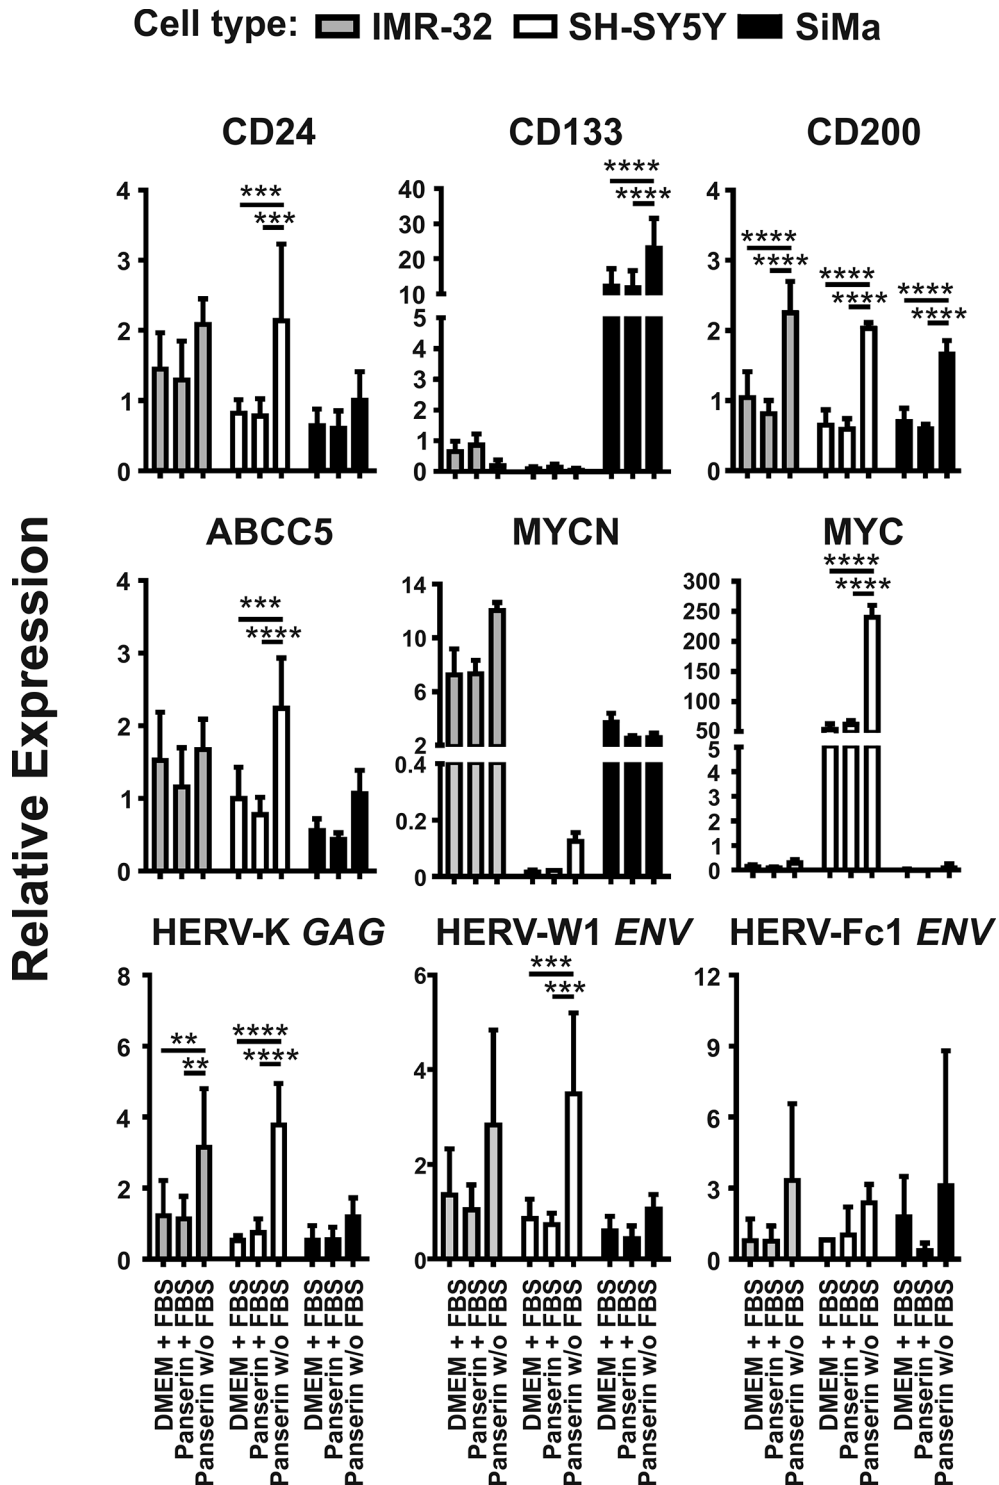 Cell type: IMR-32 SH-SY5Y SiMa
CD24 CD133 CD200
4
3
2
1
0
*** ***
40
30
20
10
5
4
3
2
1
0
**** ****
4
3
2
1
0
**** **** **** **** **** ****
Relative Expression
ABCC5 MYCN MYC
4
3
2
1
0
*** ****
14
10
6
2
0.4
0.2
0
300
250
200
150
100
50
5
4
3
2
1
0
**** ****
HERV-K GAG HERV-W1 ENV HERV-Fc1 ENV
8
6
4
2
0
** ** **** ****
6
4
2
0
*** ***
12
9
6
3
0
DMEM + FBS
Panserin + FBS
Panserin w/o FBS
DMEM + FBS
Panserin + FBS
Panserin w/o FBS
DMEM + FBS
Panserin + FBS
Panserin w/o FBS
DMEM + FBS
Panserin + FBS
Panserin w/o FBS
DMEM + FBS
Panserin + FBS
Panserin w/o FBS
DMEM + FBS
Panserin + FBS
Panserin w/o FBS
DMEM + FBS
Panserin + FBS
Panserin w/o FBS
DMEM + FBS
Panserin + FBS
Panserin w/o FBS
DMEM + FBS
Panserin + FBS
Panserin w/o FBS